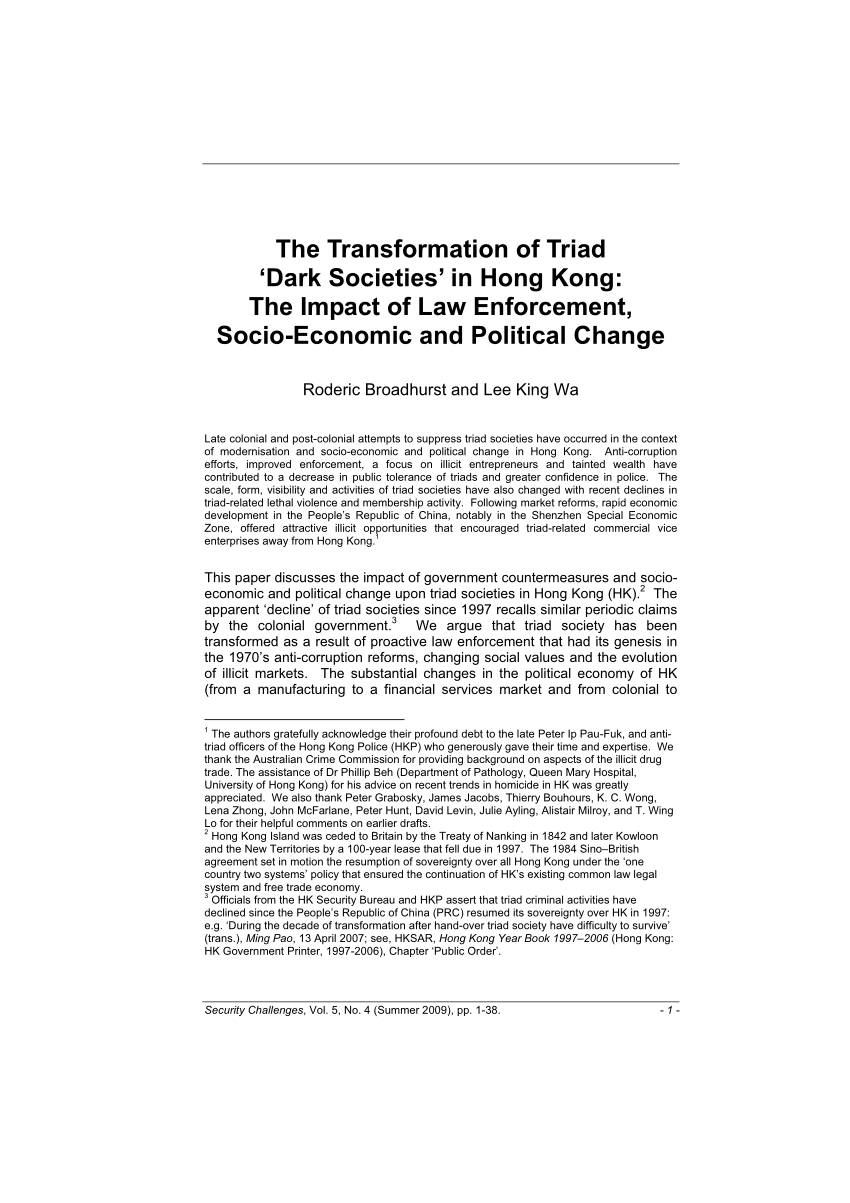 The Transformation of Triad
‘Dark Societies’ in Hong Kong:
The Impact of Law Enforcement,
Socio-Economic and Political Change
Roderic Broadhurst and Lee King Wa
Late colonial and post-colonial attempts to suppress triad societies have occurred in the context
of modernisation and socio-economic and political change in Hong Kong. Anti-corruption
efforts, improved enforcement, a focus on illicit entrepreneurs and tainted wealth have
contributed to a decrease in public tolerance of triads and greater confidence in police. The
scale, form, visibility and activities of triad societies have also changed with recent declines in
triad-related lethal violence and membership activity. Following market reforms, rapid economic
development in the People’s Republic of China, notably in the Shenzhen Special Economic
Zone, offered attractive illicit opportunities that encouraged triad-related commercial vice
enterprises away from Hong Kong.1
This paper discusses the impact of government countermeasures and socio-
economic and political change upon triad societies in Hong Kong (HK).2 The
apparent ‘decline’ of triad societies since 1997 recalls similar periodic claims
by the colonial government.3 We argue that triad society has been
transformed as a result of proactive law enforcement that had its genesis in
the 1970’s anti-corruption reforms, changing social values and the evolution
of illicit markets. The substantial changes in the political economy of HK
(from a manufacturing to a financial services market and from colonial to
1 The authors gratefully acknowledge their profound debt to the late Peter Ip Pau-Fuk, and anti-
triad officers of the Hong Kong Police (HKP) who generously gave their time and expertise. We
thank the Australian Crime Commission for providing background on aspects of the illicit drug
trade. The assistance of Dr Phillip Beh (Department of Pathology, Queen Mary Hospital,
University of Hong Kong) for his advice on recent trends in homicide in HK was greatly
appreciated. We also thank Peter Grabosky, James Jacobs, Thierry Bouhours, K. C. Wong,
Lena Zhong, John McFarlane, Peter Hunt, David Levin, Julie Ayling, Alistair Milroy, and T. Wing
Lo for their helpful comments on earlier drafts.
2 Hong Kong Island was ceded to Britain by the Treaty of Nanking in 1842 and later Kowloon
and the New Territories by a 100-year lease that fell due in 1997. The 1984 Sino–British
agreement set in motion the resumption of sovereignty over all Hong Kong under the ‘one
country two systems’ policy that ensured the continuation of HK’s existing common law legal
system and free trade economy.
3 Officials from the HK Security Bureau and HKP assert that triad criminal activities have
declined since the People’s Republic of China (PRC) resumed its sovereignty over HK in 1997:
e.g. ‘During the decade of transformation after hand-over triad society have difficulty to survive’
(trans.), Ming Pao, 13 April 2007; see, HKSAR, Hong Kong Year Book 1997–2006 (Hong Kong:
HK Government Printer, 1997-2006), Chapter ‘Public Order’.
Security Challenges, Vol. 5, No. 4 (Summer 2009), pp. 1-38. - 1 -